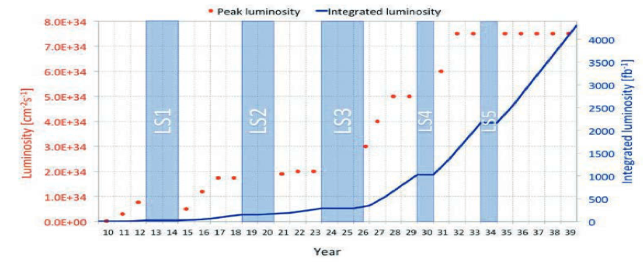 Peak luminosity Integrated luminosity
8.0E+34
7.0E+34
6.0E+34
5.0E+34
4.0E+34
3.0E+34
2.0E+34
1.0E+34
0.0E+00
Luminosity [cm⁻²s⁻¹]
LS1
LS2
LS3
LS4
LS5
4000
3500
3000
2500
2000
1500
1000
500
0
Integrated luminosity [fb⁻¹]
10 11 12 13 14 15 16 17 18 19 20 21 22 23 24 25 26 27 28 29 30 31 32 33 34 35 36 37 38 39
Year